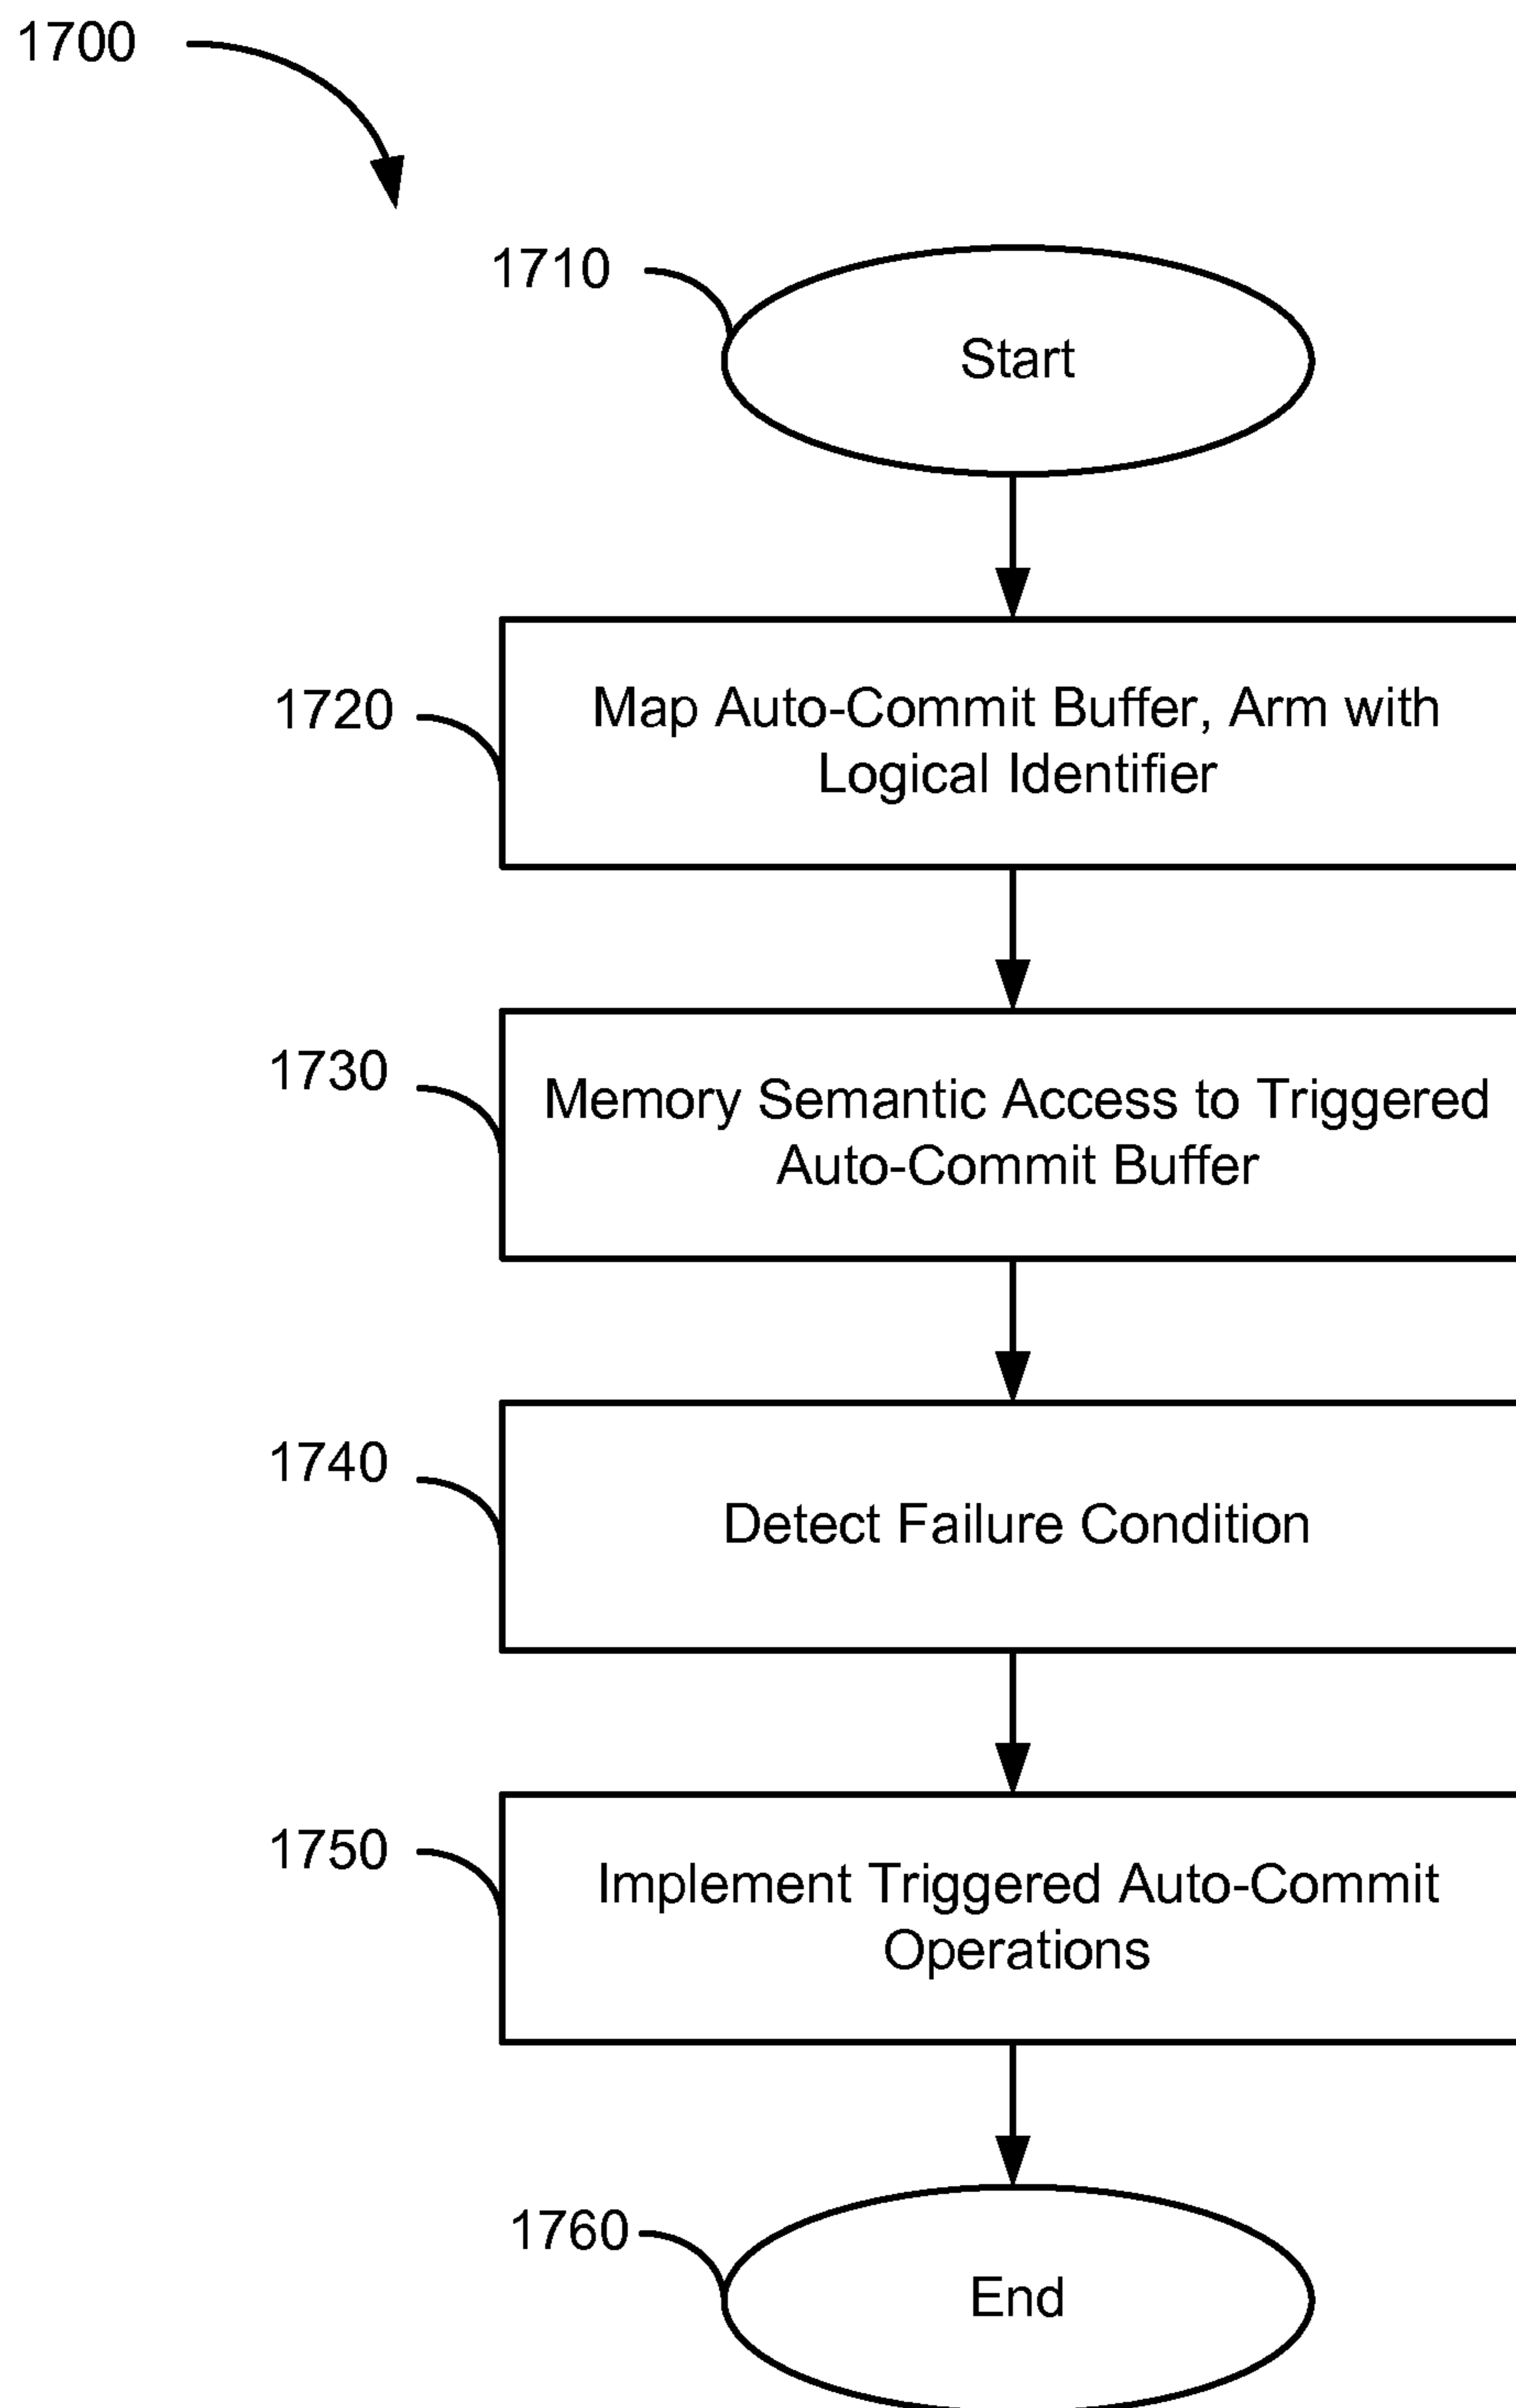 1700
1710
Start
1720
Map Auto-Commit Buffer, Arm with
Logical Identifier
1730
Memory Semantic Access to Triggered
Auto-Commit Buffer
1740
Detect Failure Condition
1750
Implement Triggered Auto-Commit
Operations
1760
End